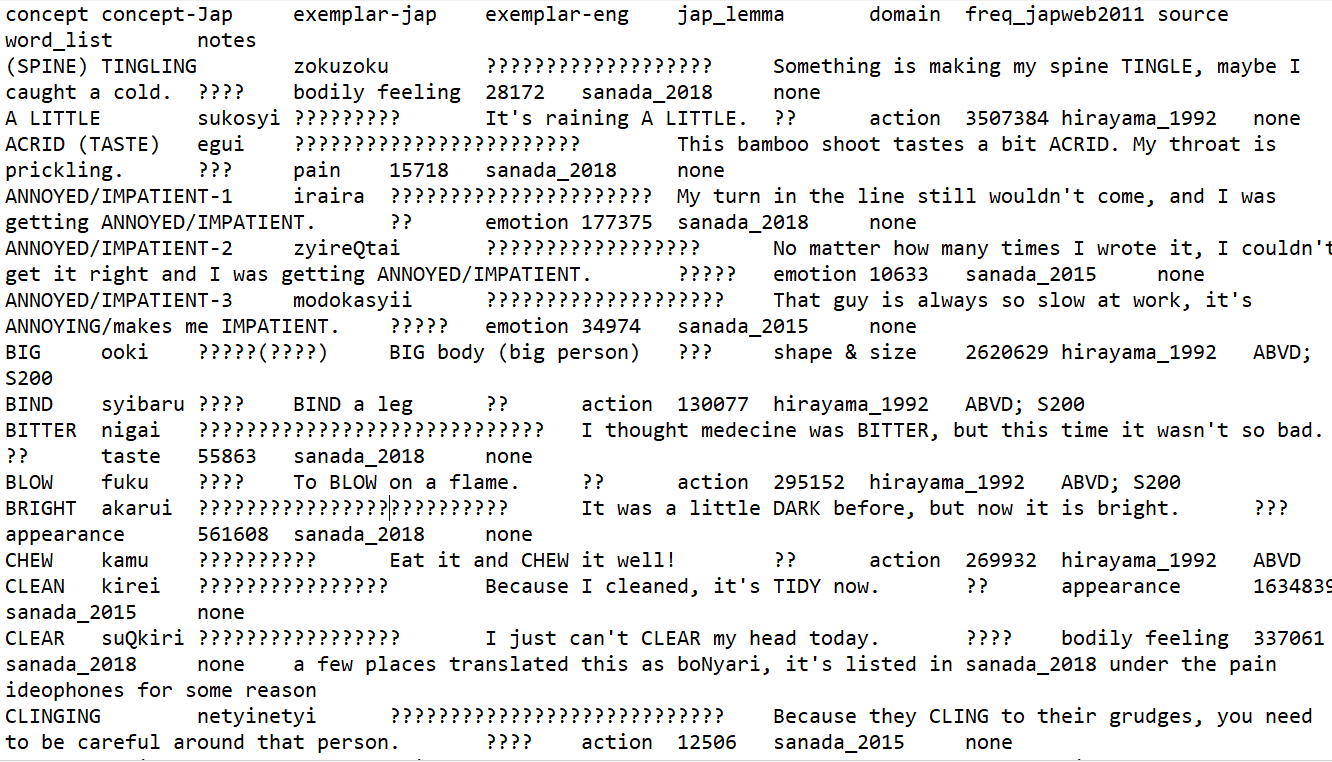 concept concept-Jap exemplar-jap exemplar-eng jap_lemma domain freq_japweb2011 source
word_list notes
(SPINE) TINGLING zokuzoku ??????????????????? Something is making my spine TINGLE, maybe I
caught a cold. ???? bodily feeling 28172 sanada_2018 none
A LITTLE sukosyi ????????? It's raining A LITTLE. ?? action 3507384 hirayama_1992 none
ACRID (TASTE) egui ???????????????????????? This bamboo shoot tastes a bit ACRID. My throat is
prickling. ??? pain 15718 sanada_2018 none
ANNOYED/IMPATIENT-1 iraira ?????????????????????? My turn in the line still wouldn't come, and I was
getting ANNOYED/IMPATIENT. ?? emotion 177375 sanada_2018 none
ANNOYED/IMPATIENT-2 zyireQtai ?????????????????? No matter how many times I wrote it, I couldn't
get it right and I was getting ANNOYED/IMPATIENT. ????? emotion 10633 sanada_2015 none
ANNOYED/IMPATIENT-3 modokasyii ???????????????????? That guy is always so slow at work, it's
ANNOYING/makes me IMPATIENT. ????? emotion 34974 sanada_2015 none
BIG ooki ?????(????) BIG body (big person) ??? shape & size 2620629 hirayama_1992 ABVD;
S200
BIND syibaru ???? BIND a leg ?? action 130077 hirayama_1992 ABVD; S200
BITTER nigai ????????????????????????????? I thought medecine was BITTER, but this time it wasn't so bad.
?? taste 55863 sanada_2018 none
BLOW fuku ???? To BLOW on a flame. ?? action 295152 hirayama_1992 ABVD; S200
BRIGHT akarui ?????????????????????????? It was a little DARK before, but now it is bright. ???
appearance 561608 sanada_2018 none
CHEW kamu ?????????? Eat it and CHEW it well! ?? action 269932 hirayama_1992 ABVD
CLEAN kirei ???????????????? Because I cleaned, it's TIDY now. ?? appearance 1634839
sanada_2015 none
CLEAR suQkiri ????????????????? I just can't CLEAR my head today. ???? bodily feeling 337061
sanada_2018 none a few places translated this as boNyari, it's listed in sanada_2018 under the pain
ideophones for some reason
CLINGING netyinetyi ???????????????????????????? Because they CLING to their grudges, you need
to be careful around that person. ???? action 12506 sanada_2015 none